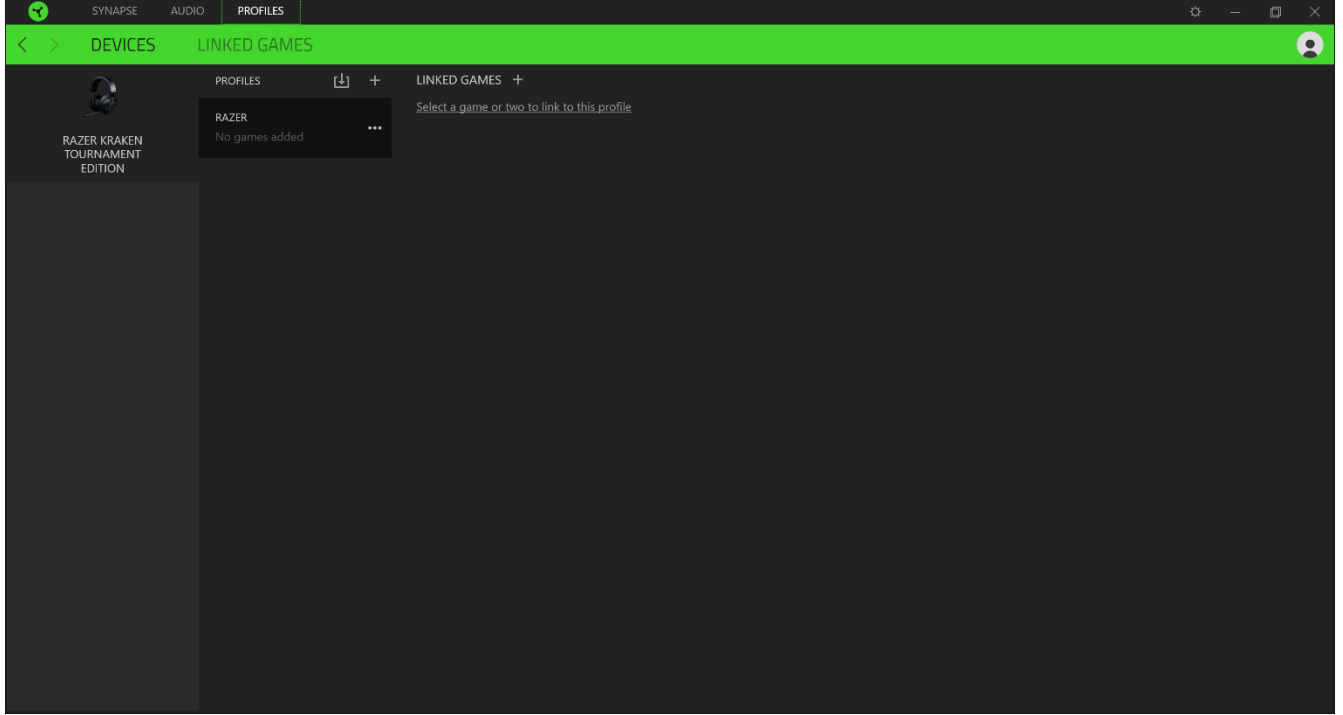 SYNAPSE AUDIO PROFILES
DEVICES LINKED GAMES
RAZER KRAKEN
TOURNAMENT
EDITION
PROFILES
RAZER
No games added
LINKED GAMES
Select a game or two to link to this profile